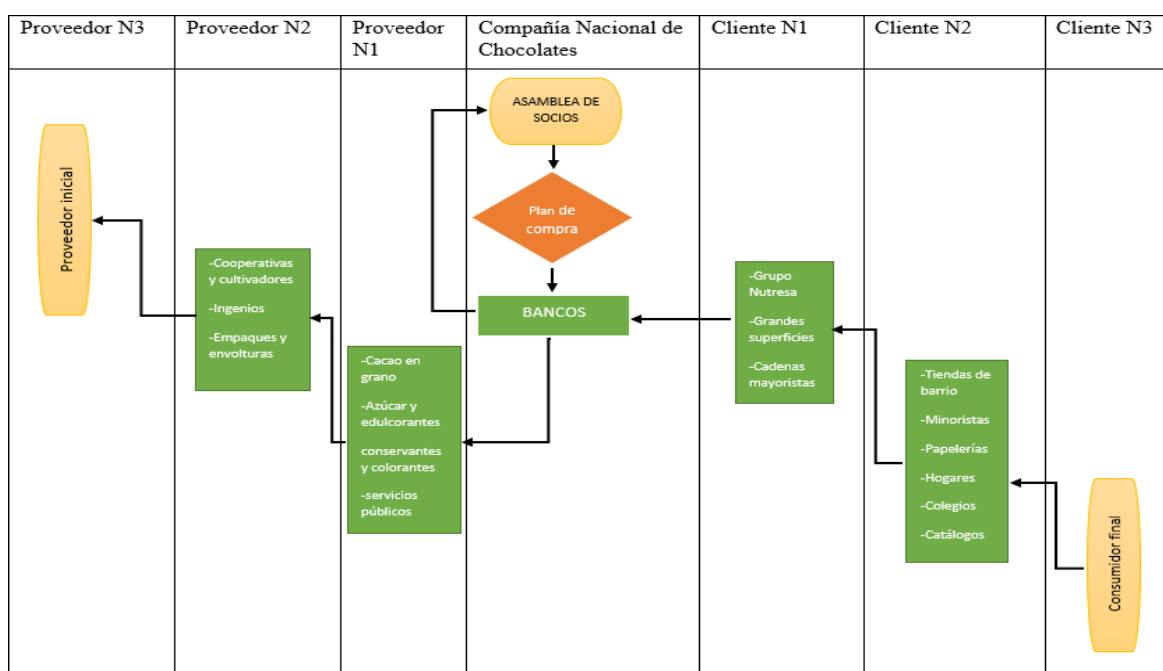 Proveedor N3
Proveedor N2
Proveedor
N1
Compañía Nacional de
Chocolates
Cliente N1
Cliente N2
Cliente N3
Proveedor inicial
-Cooperativas
y cultivadores
-Ingenios
-Empaques y
envolturas
-Cacao en
grano
-Azúcar y
edulcorantes
conservantes
y colorantes
-servicios
públicos
ASAMBLEA DE
SOCIOS
Plan de
compra
BANCOS
-Grupo
Nutresa
-Grandes
superficies
-Cadenas
mayoristas
-Tiendas de
barrio
-Minoristas
-Papelerías
-Hogares
-Colegios
-Catálogos
Consumidor final